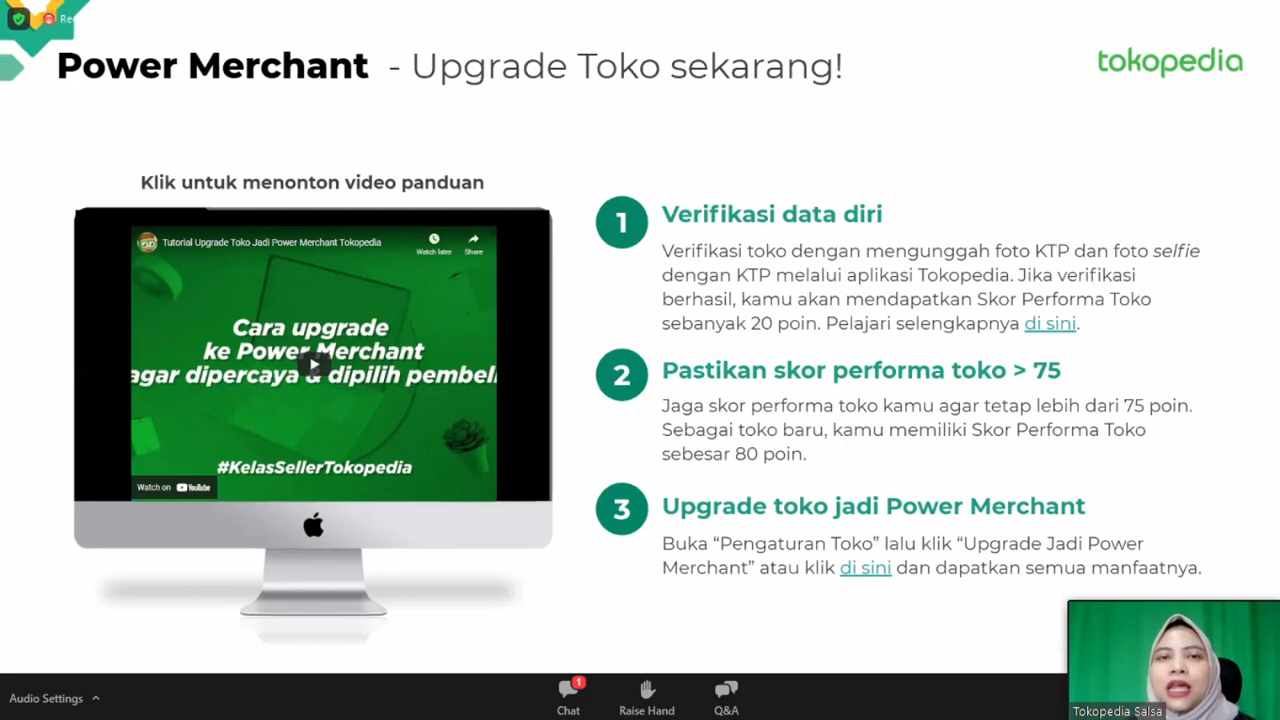 Power Merchant - Upgrade Toko sekarang!
tokopedia
Klik untuk menonton video panduan
Tutorial Upgrade Toko Jadi Power Merchant Tokopedia
Watch later
Share
Cara upgrade
ke Power Merchant
agar dipercaya & dipilih pembeli
#KelasSellerTokopedia
Watch on YouTube
1
Verifikasi data diri
Verifikasi toko dengan mengunggah foto KTP dan foto selfie
dengan KTP melalui aplikasi Tokopedia. Jika verifikasi
berhasil, kamu akan mendapatkan Skor Performa Toko
sebanyak 20 poin. Pelajari selengkapnya di sini.
2
Pastikan skor performa toko > 75
Jaga skor performa toko kamu agar tetap lebih dari 75 poin.
Sebagai toko baru, kamu memiliki Skor Performa Toko
sebesar 80 poin.
3
Upgrade toko jadi Power Merchant
Buka “Pengaturan Toko” lalu klik “Upgrade Jadi Power
Merchant” atau klik di sini dan dapatkan semua manfaatnya.
Tokopedia Salsa
Audio Settings
1
Chat
Raise Hand
Q&A